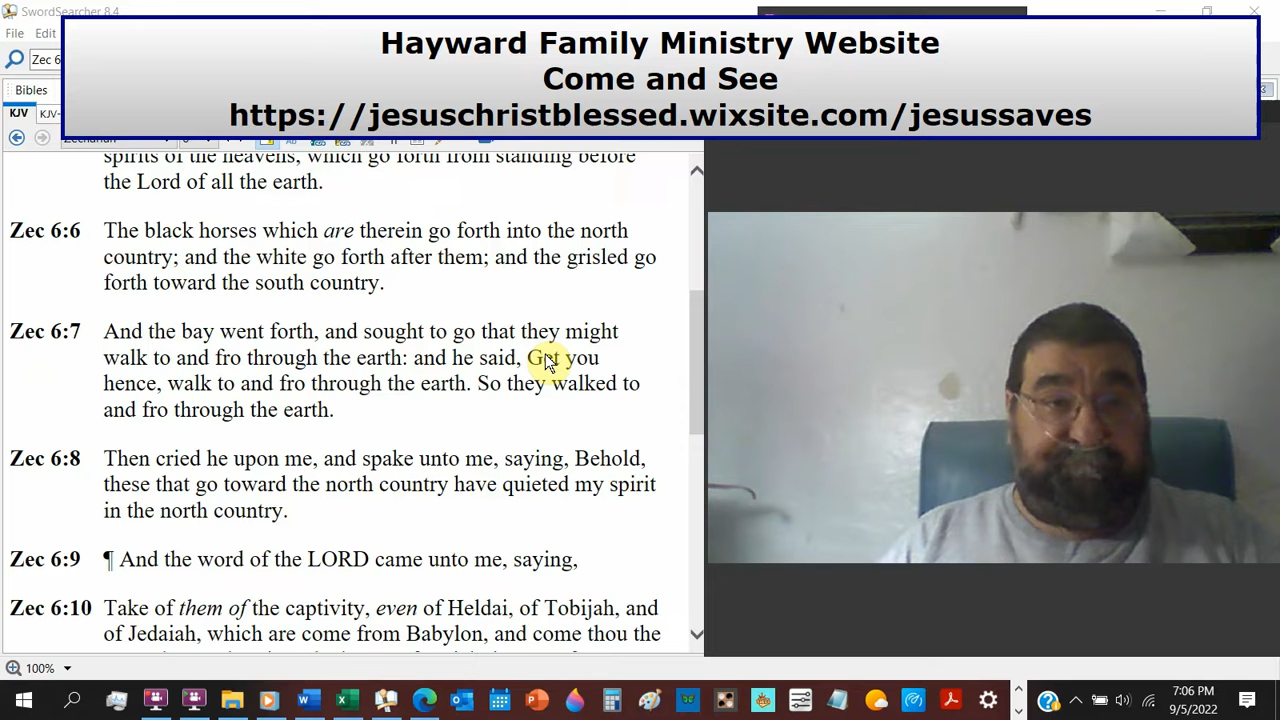 SwordSearcher 8.4
File Edit
Hayward Family Ministry Website
Come and See
https://jesuschristblessed.wixsite.com/jesussaves
Zec 6
Bibles
KJV KJV-
spirits of the heavens, which go forth from standing before
the Lord of all the earth.
Zec 6:6 The black horses which are therein go forth into the north
country; and the white go forth after them; and the grisled go
forth toward the south country.
Zec 6:7 And the bay went forth, and sought to go that they might
walk to and fro through the earth: and he said, Get you
hence, walk to and fro through the earth. So they walked to
and fro through the earth.
Zec 6:8 Then cried he upon me, and spake unto me, saying, Behold,
these that go toward the north country have quieted my spirit
in the north country.
Zec 6:9 ¶ And the word of the LORD came unto me, saying,
Zec 6:10 Take of them of the captivity, even of Heldai, of Tobijah, and
of Jedaiah, which are come from Babylon, and come thou the
100%
7:06 PM
9/5/2022